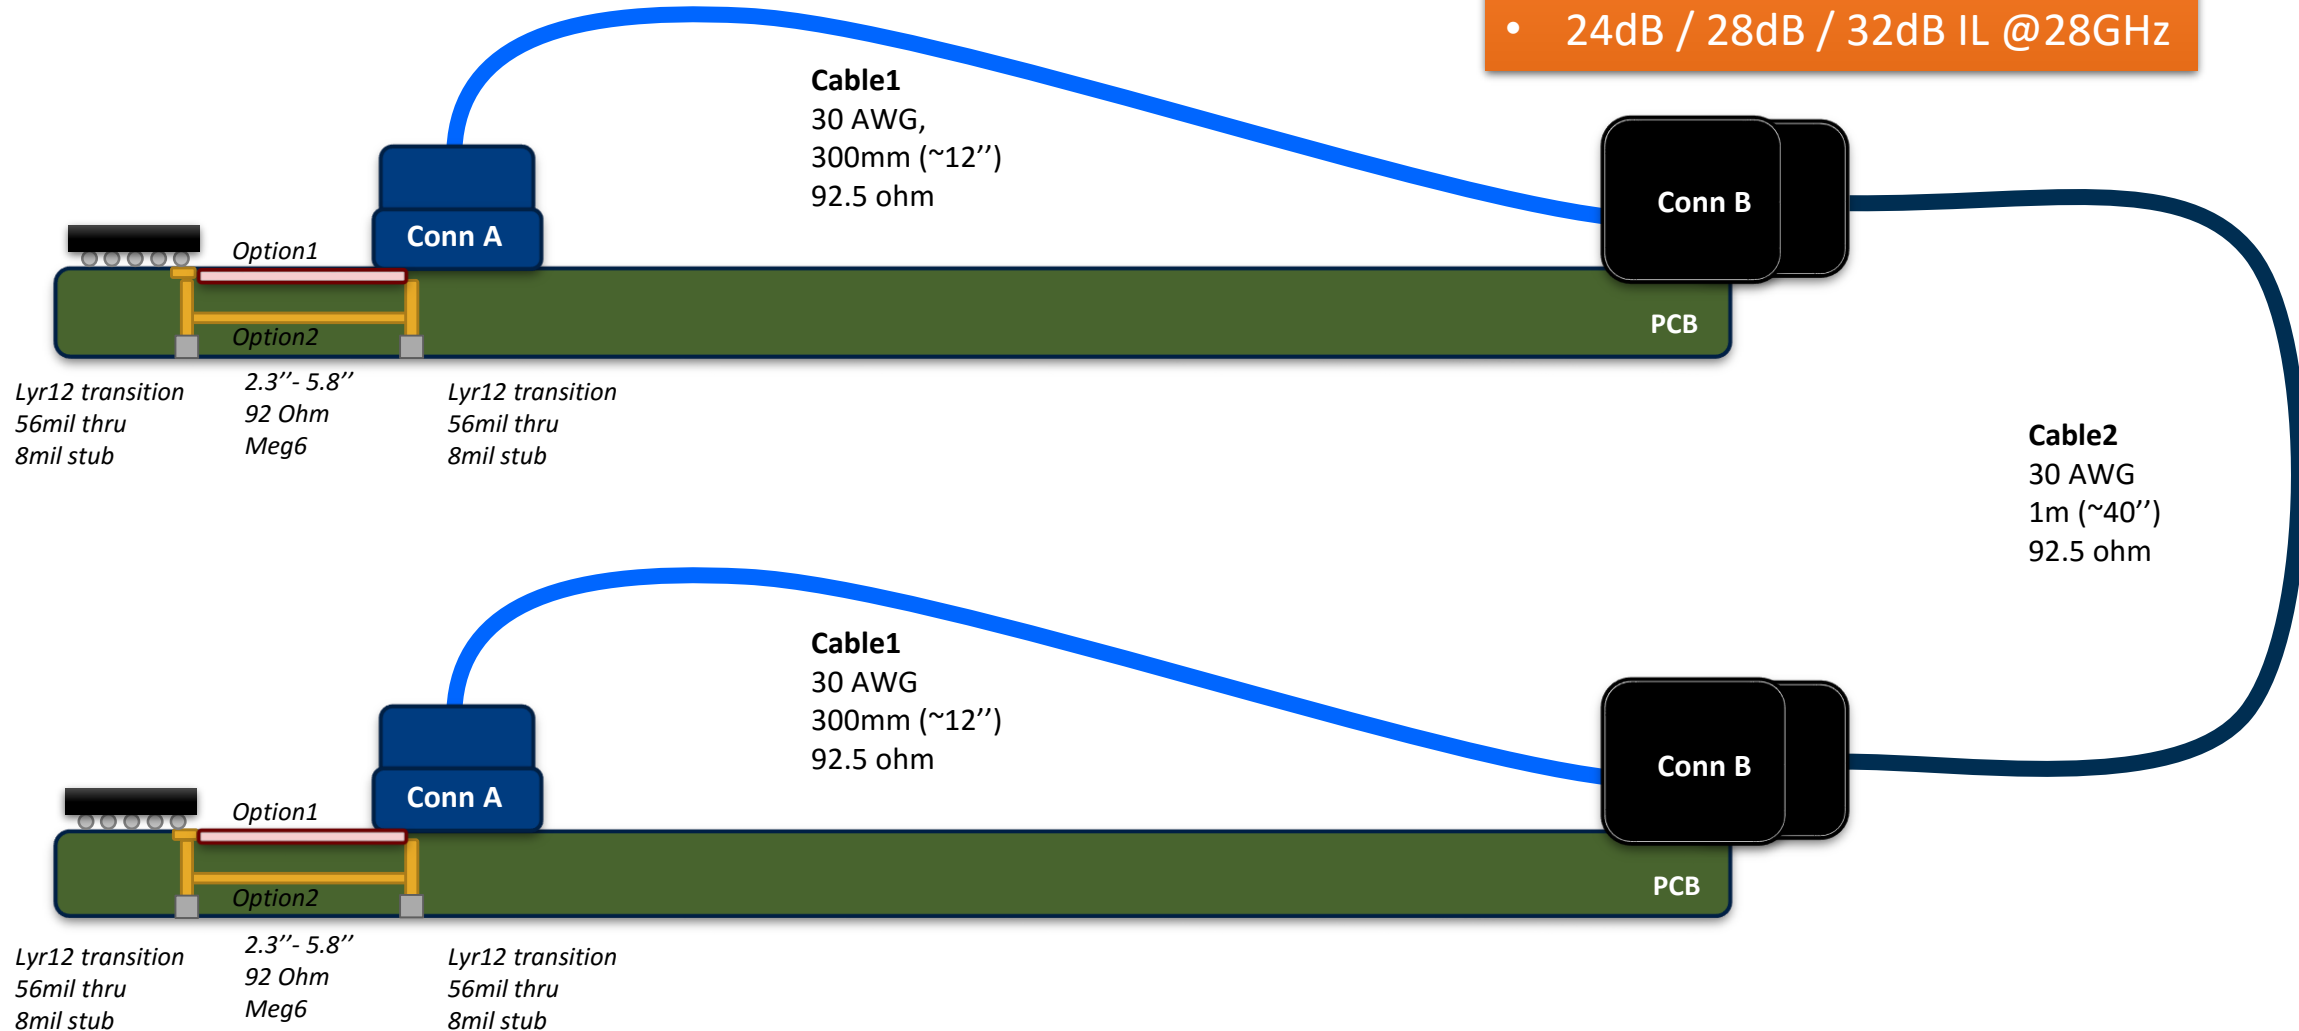 • 24dB / 28dB / 32dB IL @28GHz
Cable1
30 AWG,
300mm (~12’’)
92.5 ohm
Conn B
Conn A
Option1
Option2
PCB
Lyr12 transition
56mil thru
8mil stub
2.3’’- 5.8’’
92 Ohm
Meg6
Lyr12 transition
56mil thru
8mil stub
Cable2
30 AWG
1m (~40’’)
92.5 ohm
Cable1
30 AWG
300mm (~12’’)
92.5 ohm
Conn B
Conn A
Option1
Option2
PCB
Lyr12 transition
56mil thru
8mil stub
2.3’’- 5.8’’
92 Ohm
Meg6
Lyr12 transition
56mil thru
8mil stub